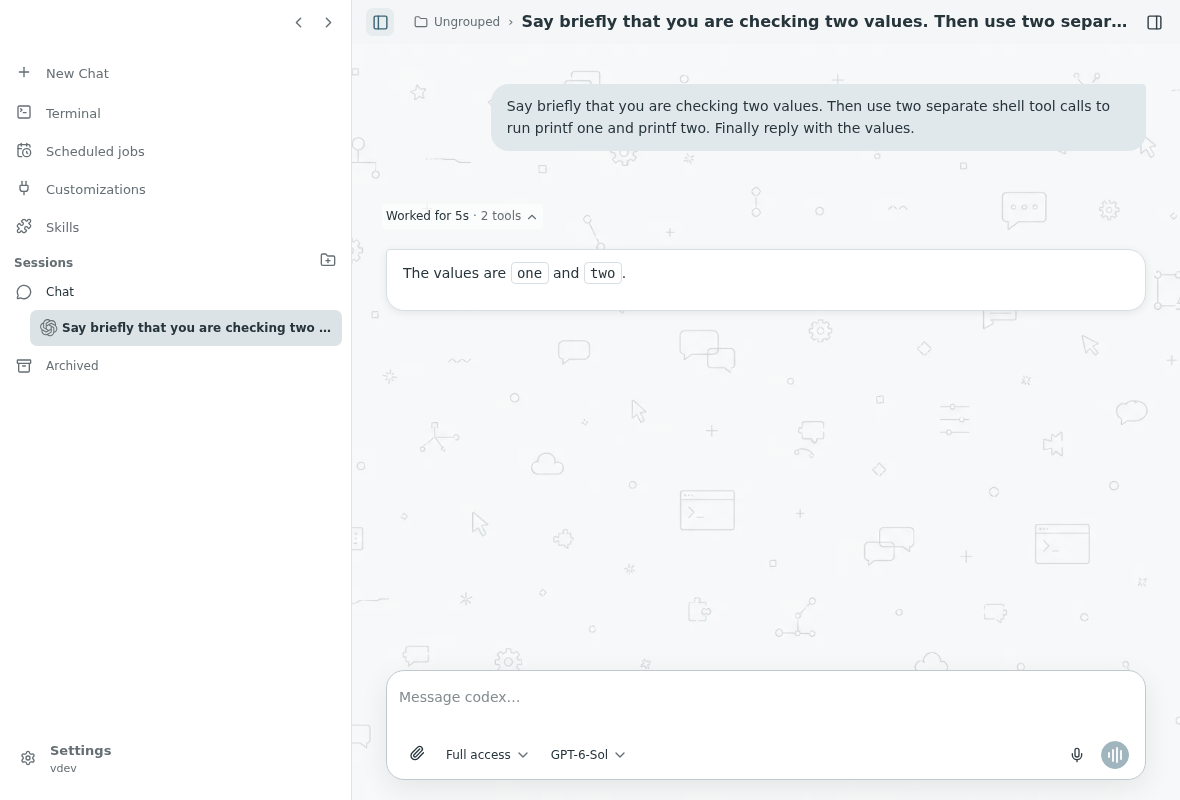 Ungrouped › Say briefly that you are checking two values. Then use two separ…
New Chat
Terminal
Scheduled jobs
Customizations
Skills
Sessions
Chat
Say briefly that you are checking two …
Archived
Settings
vdev
Say briefly that you are checking two values. Then use two separate shell tool calls to
run printf one and printf two. Finally reply with the values.
Worked for 5s · 2 tools
The values are one and two.
Message codex…
Full access
GPT-6-Sol